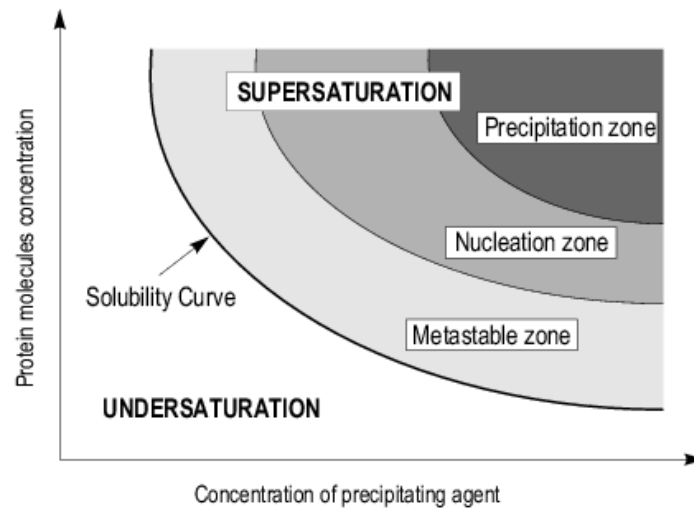 Protein molecules concentration
SUPERSATURATION
Precipitation zone
Nucleation zone
Solubility Curve
Metastable zone
UNDERSATURATION
Concentration of precipitating agent